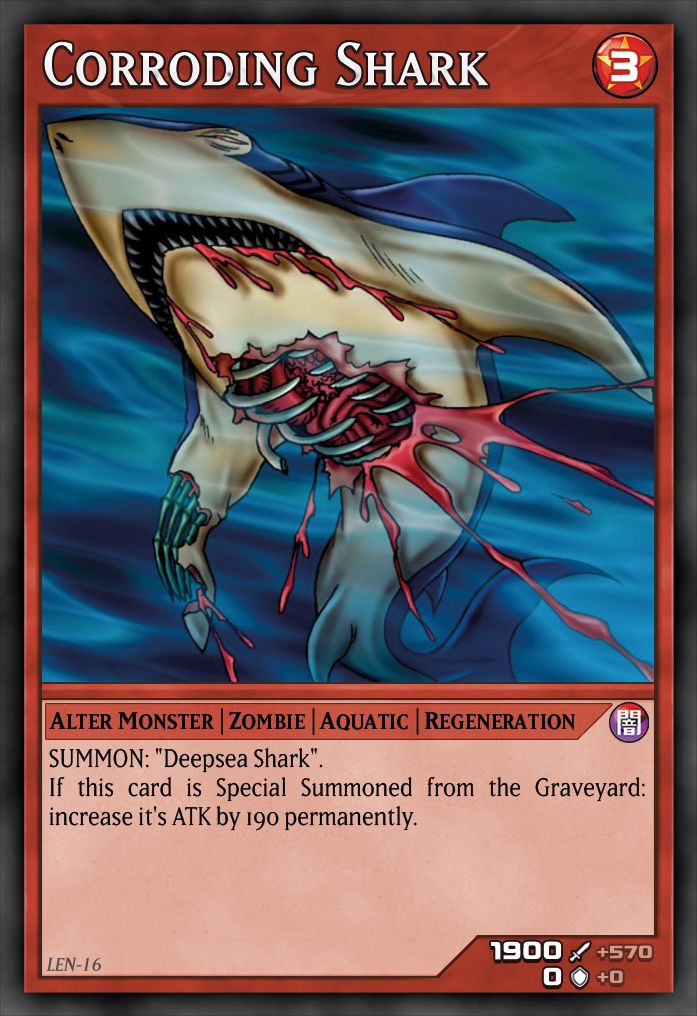 CORRODING SHARK
3
ALTER MONSTER | ZOMBIE | AQUATIC | REGENERATION
闇
SUMMON: "Deepsea Shark".
If this card is Special Summoned from the Graveyard:
increase it's ATK by 190 permanently.
1900 +570
LEN-16
0 +0